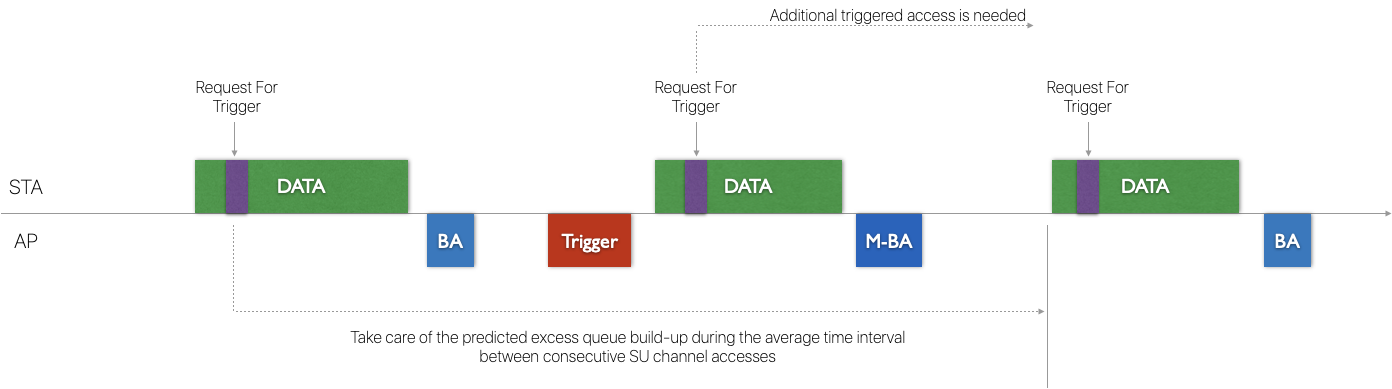 Additional triggered access is needed
Request For
Trigger
Request For
Trigger
Request For
Trigger
STA
DATA
DATA
DATA
AP
BA
Trigger
M-BA
BA
Take care of the predicted excess queue build-up during the average time interval
between consecutive SU channel accesses